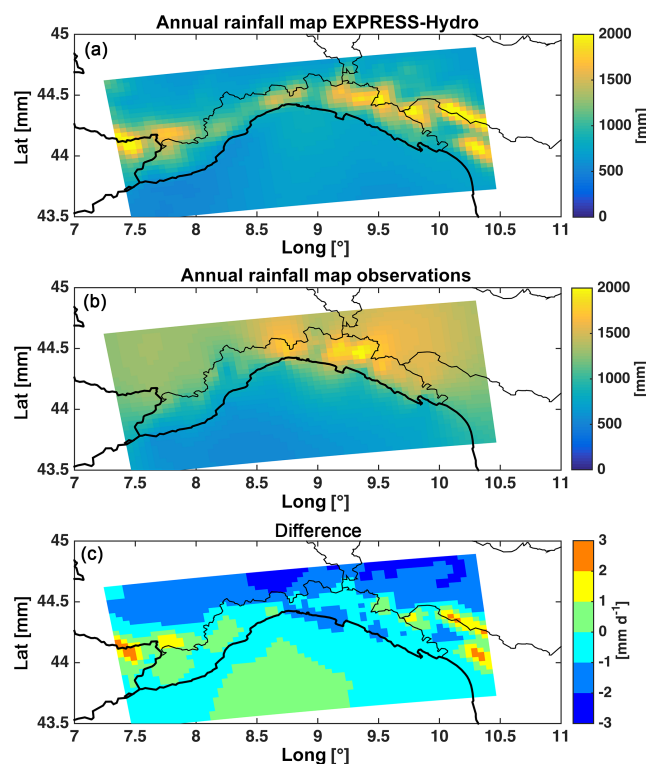 Annual rainfall map EXPRESS-Hydro
(a)
45
44.5
44
43.5
Lat [mm]
7 7.5 8 8.5 9 9.5 10 10.5 11
Long [°]
2000
1500
1000
500
0
[mm]
Annual rainfall map observations
(b)
45
44.5
44
43.5
Lat [mm]
7 7.5 8 8.5 9 9.5 10 10.5 11
Long [°]
2000
1500
1000
500
0
[mm]
Difference
(c)
45
44.5
44
43.5
Lat [mm]
7 7.5 8 8.5 9 9.5 10 10.5 11
Long [°]
3
2
1
0
-1
-2
-3
[mm d⁻¹]